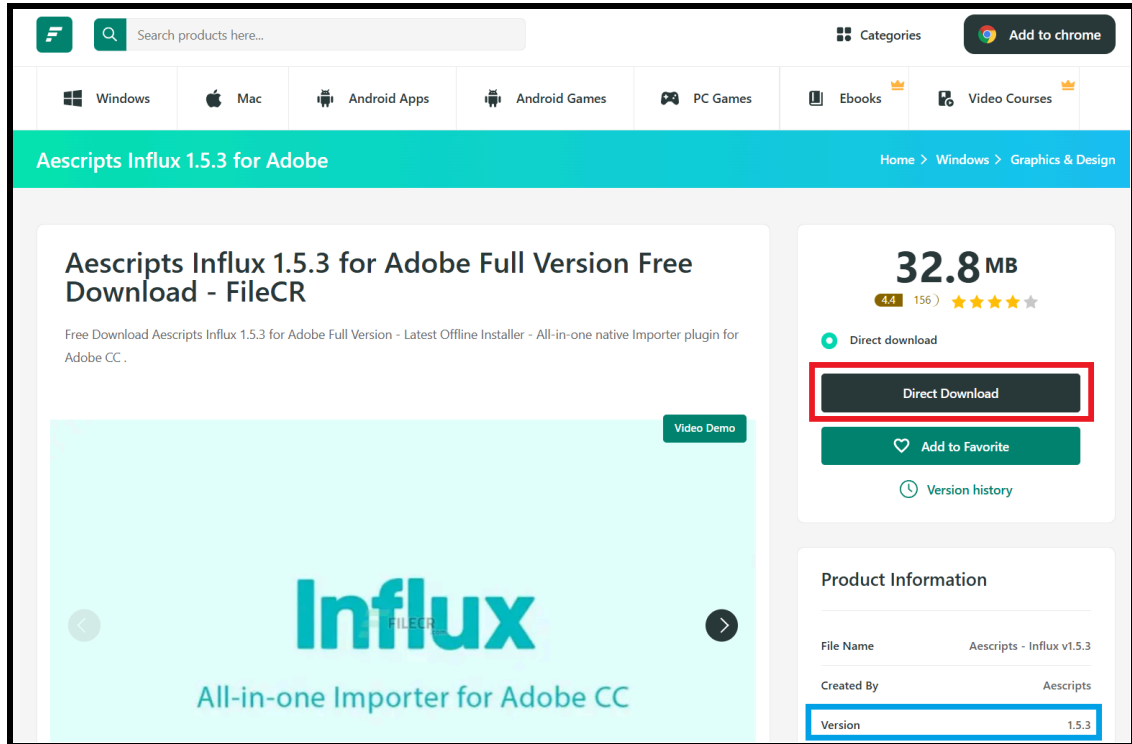 Search products here...
Categories
Add to chrome
Windows
Mac
Android Apps
Android Games
PC Games
Ebooks
Video Courses
Aescripts Influx 1.5.3 for Adobe
Home > Windows > Graphics & Design
Aescripts Influx 1.5.3 for Adobe Full Version Free
Download - FileCR
Free Download Aescripts Influx 1.5.3 for Adobe Full Version - Latest Offline Installer - All-in-one native Importer plugin for
Adobe CC .
Video Demo
Influx
FILECR
All-in-one Importer for Adobe CC
32.8 MB
4.4 156 )
Direct download
Direct Download
Add to Favorite
Version history
Product Information
File Name Aescripts - Influx v1.5.3
Created By Aescripts
Version 1.5.3